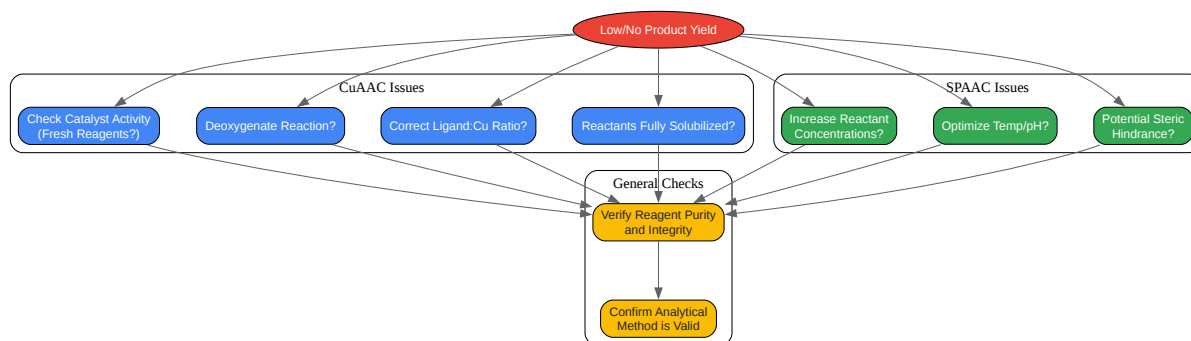 Low/No Product Yield
CuAAC Issues
SPAAC Issues
Check Catalyst Activity
(Fresh Reagents?)
Deoxygenate Reaction?
Correct Ligand:Cu Ratio?
Reactants Fully Solubilized?
Increase Reactant
Concentrations?
Optimize Temp/pH?
Potential Steric
Hindrance?
General Checks
Verify Reagent Purity
and Integrity
Confirm Analytical
Method is Valid